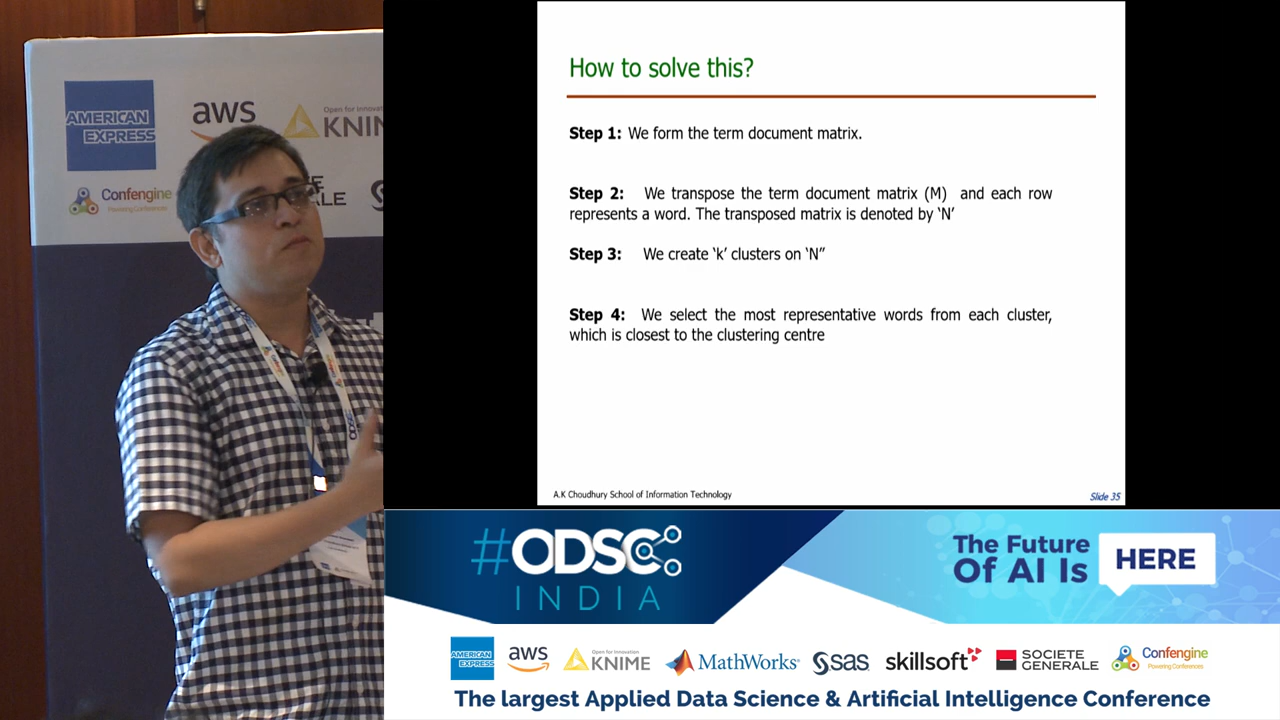 AMERICAN
EXPRESS
aws
Open for Innova
KNIM
Confengine
Powering Conferences
How to solve this?
Step 1: We form the term document matrix.
Step 2: We transpose the term document matrix (M) and each row
represents a word. The transposed matrix is denoted by ‘N’
Step 3: We create ‘k’ clusters on ‘N”
Step 4: We select the most representative words from each cluster,
which is closest to the clustering centre
A.K Choudhury School of Information Technology
Slide 35
#ODSC
INDIA
The Future
Of AI Is
HERE
AMERICAN
EXPRESS
aws
Open for Innovation
KNIME
MathWorks®
sas
skillsoft
SOCIETE
GENERALE
Confengine
Powering Conferences
The largest Applied Data Science & Artificial Intelligence Conference